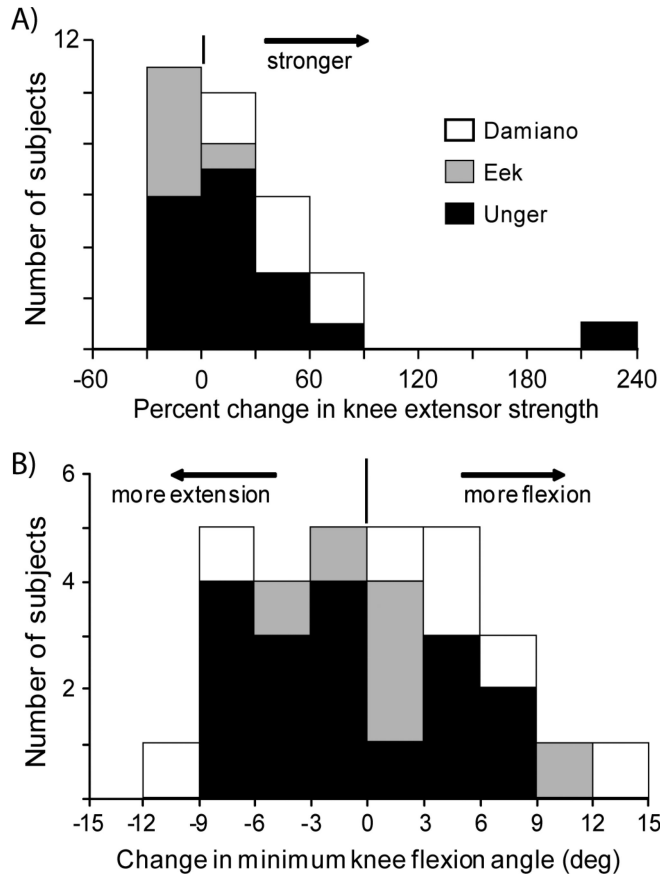 A)
12
stronger
Damiano
Eek
Unger
Number of subjects
-60 0 60 120 180 240
Percent change in knee extensor strength
B)
6
more extension
more flexion
4
2
Number of subjects
-15 -12 -9 -6 -3 0 3 6 9 12 15
Change in minimum knee flexion angle (deg)